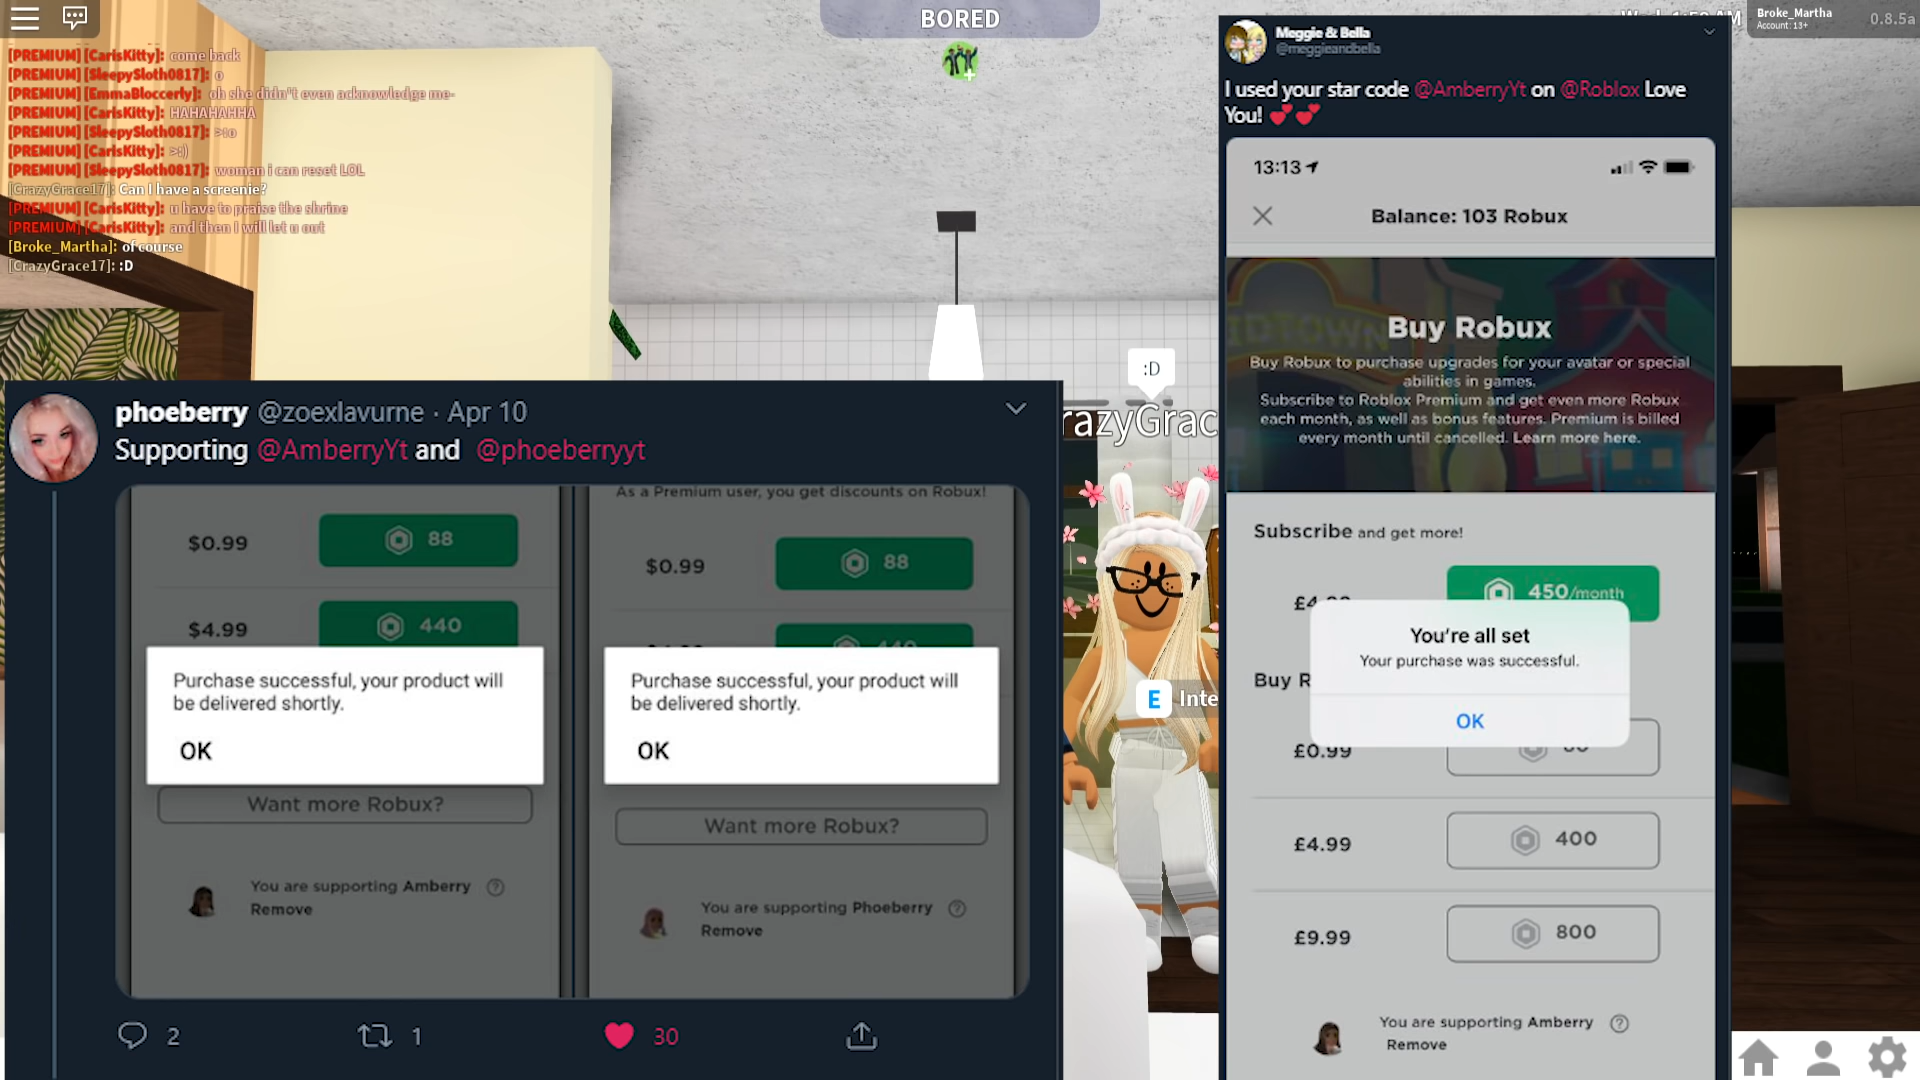 BORED
[PREMIUM] [CarisKitty]: come back
[PREMIUM] [SleepySloth0817]: o
[PREMIUM] [EmmaBloccerly]: oh she didn't even acknowledge me-
[PREMIUM] [CarisKitty]: HAHAHAHHA
[PREMIUM] [SleepySloth0817]: >:o
[PREMIUM] [CarisKitty]: >:)
[PREMIUM] [SleepySloth0817]: woman i can reset LOL
[CrazyGrace17]: Can I have a screenie?
[PREMIUM] [CarisKitty]: u have to praise the shrine
[PREMIUM] [CarisKitty]: and then I will let u out
[Broke_Martha]: of course
[CrazyGrace17]: :D
Broke_Martha
Account: 13+
0.8.5a
phoeberry @zoexlavurne · Apr 10
Supporting @AmberryYt and @phoeberryyt
$0.99 88
$4.99 440
Purchase successful, your product will
be delivered shortly.
OK
Want more Robux?
You are supporting Amberry
Remove
As a Premium user, you get discounts on Robux!
$0.99 88
440
Purchase successful, your product will
be delivered shortly.
OK
Want more Robux?
You are supporting Phoeberry
Remove
2 1 30
:D
razyGrac
E Inte
Meggie & Bella
@meggieandbella
I used your star code @AmberryYt on @Roblox Love
You! 💕💕
13:13
Balance: 103 Robux
Buy Robux
Buy Robux to purchase upgrades for your avatar or special
abilities in games.
Subscribe to Roblox Premium and get even more Robux
each month, as well as bonus features. Premium is billed
every month until cancelled. Learn more here.
Subscribe and get more!
450/month
You're all set
Your purchase was successful.
OK
Buy R
£0.99
£4.99 400
£9.99 800
You are supporting Amberry
Remove